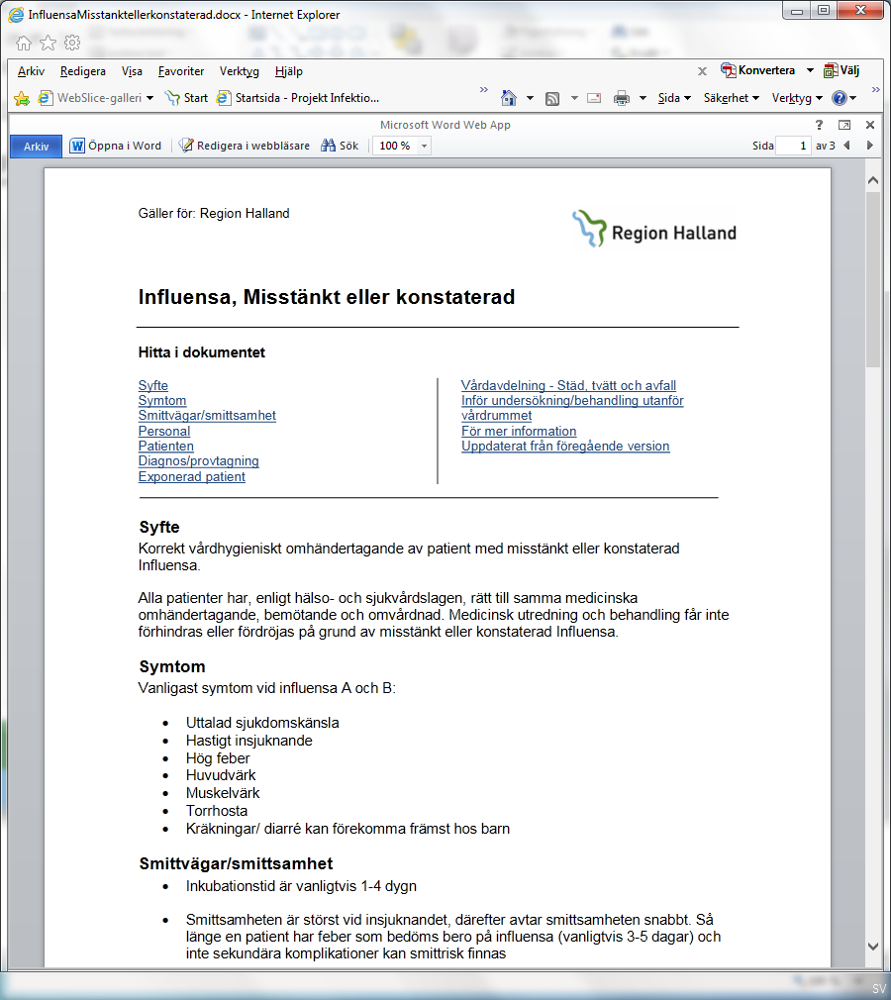 InfluensaMisstanktellerkonstaterad.docx - Internet Explorer
Arkiv Redigera Visa Favoriter Verktyg Hjälp x Konvertera Välj
WebSlice-galleri Start Startsida - Projekt Infektio... » Sida Säkerhet Verktyg »
Microsoft Word Web App
Arkiv Öppna i Word Redigera i webbläsare Sök 100 % Sida 1 av 3
Gäller för: Region Halland
Region Halland
Influensa, Misstänkt eller konstaterad
Hitta i dokumentet
Syfte
Symtom
Smittvägar/smittsamhet
Personal
Patienten
Diagnos/provtagning
Exponerad patient
Vårdavdelning - Städ, tvätt och avfall
Inför undersökning/behandling utanför
vårdrummet
För mer information
Uppdaterat från föregående version
Syfte
Korrekt vårdhygieniskt omhändertagande av patient med misstänkt eller konstaterad
Influensa.
Alla patienter har, enligt hälso- och sjukvårdslagen, rätt till samma medicinska
omhändertagande, bemötande och omvårdnad. Medicinsk utredning och behandling får inte
förhindras eller fördröjas på grund av misstänkt eller konstaterad Influensa.
Symtom
Vanligast symtom vid influensa A och B:
• Uttalad sjukdomskänsla
• Hastigt insjuknande
• Hög feber
• Huvudvärk
• Muskelvärk
• Torrhosta
• Kräkningar/ diarré kan förekomma främst hos barn
Smittvägar/smittsamhet
• Inkubationstid är vanligtvis 1-4 dygn
• Smittsamheten är störst vid insjuknandet, därefter avtar smittsamheten snabbt. Så
länge en patient har feber som bedöms bero på influensa (vanligtvis 3-5 dagar) och
inte sekundära komplikationer kan smittrisk finnas
SV